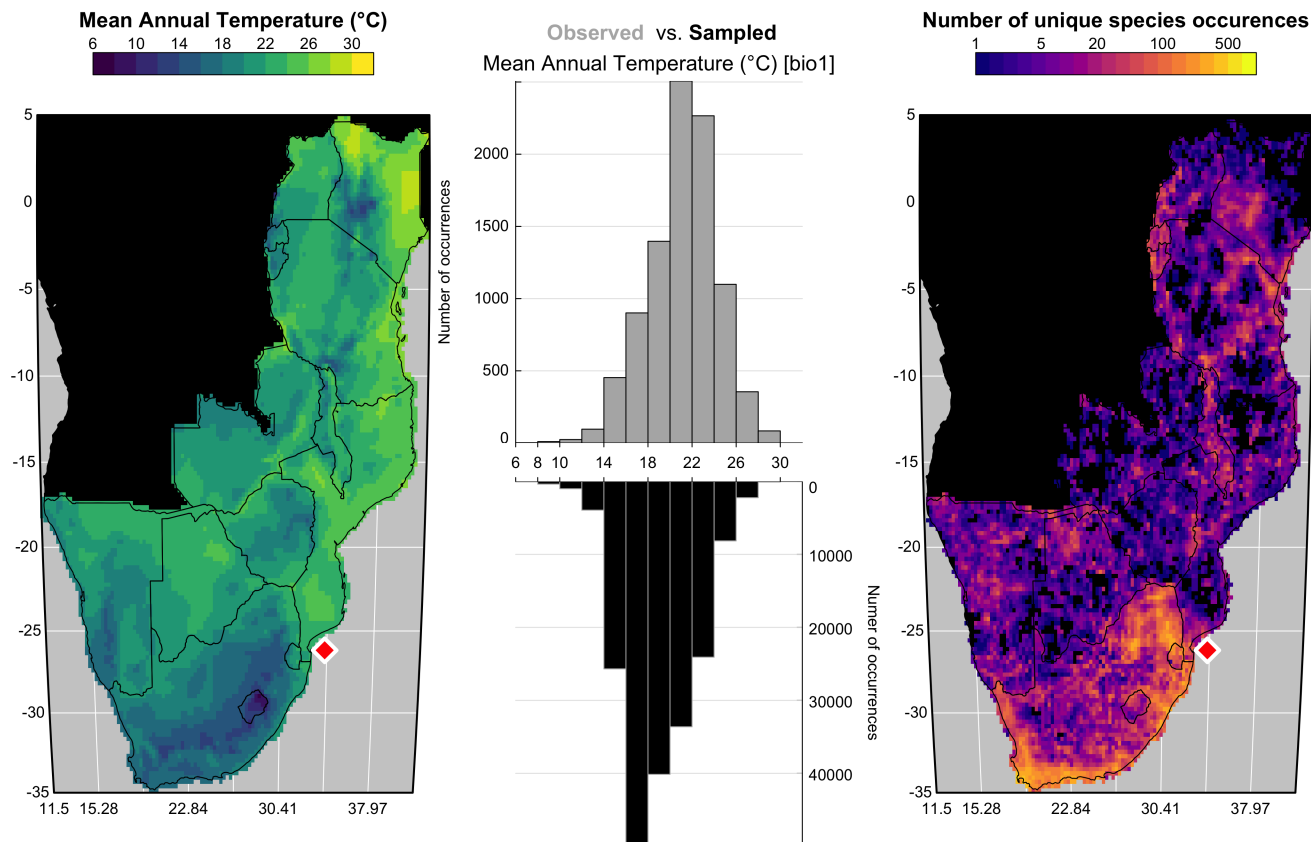 Mean Annual Temperature (°C)
6 10 14 18 22 26 30
5
0
-5
-10
-15
-20
-25
-30
-35
11.5 15.28 22.84 30.41 37.97
Observed vs. Sampled
Mean Annual Temperature (°C) [bio1]
Number of occurrences
2000
1500
1000
500
0
6 8 10 14 18 22 26 30
0
10000
20000
30000
40000
Numer of occurrences
Number of unique species occurences
1 5 20 100 500
5
0
-5
-10
-15
-20
-25
-30
-35
11.5 15.28 22.84 30.41 37.97